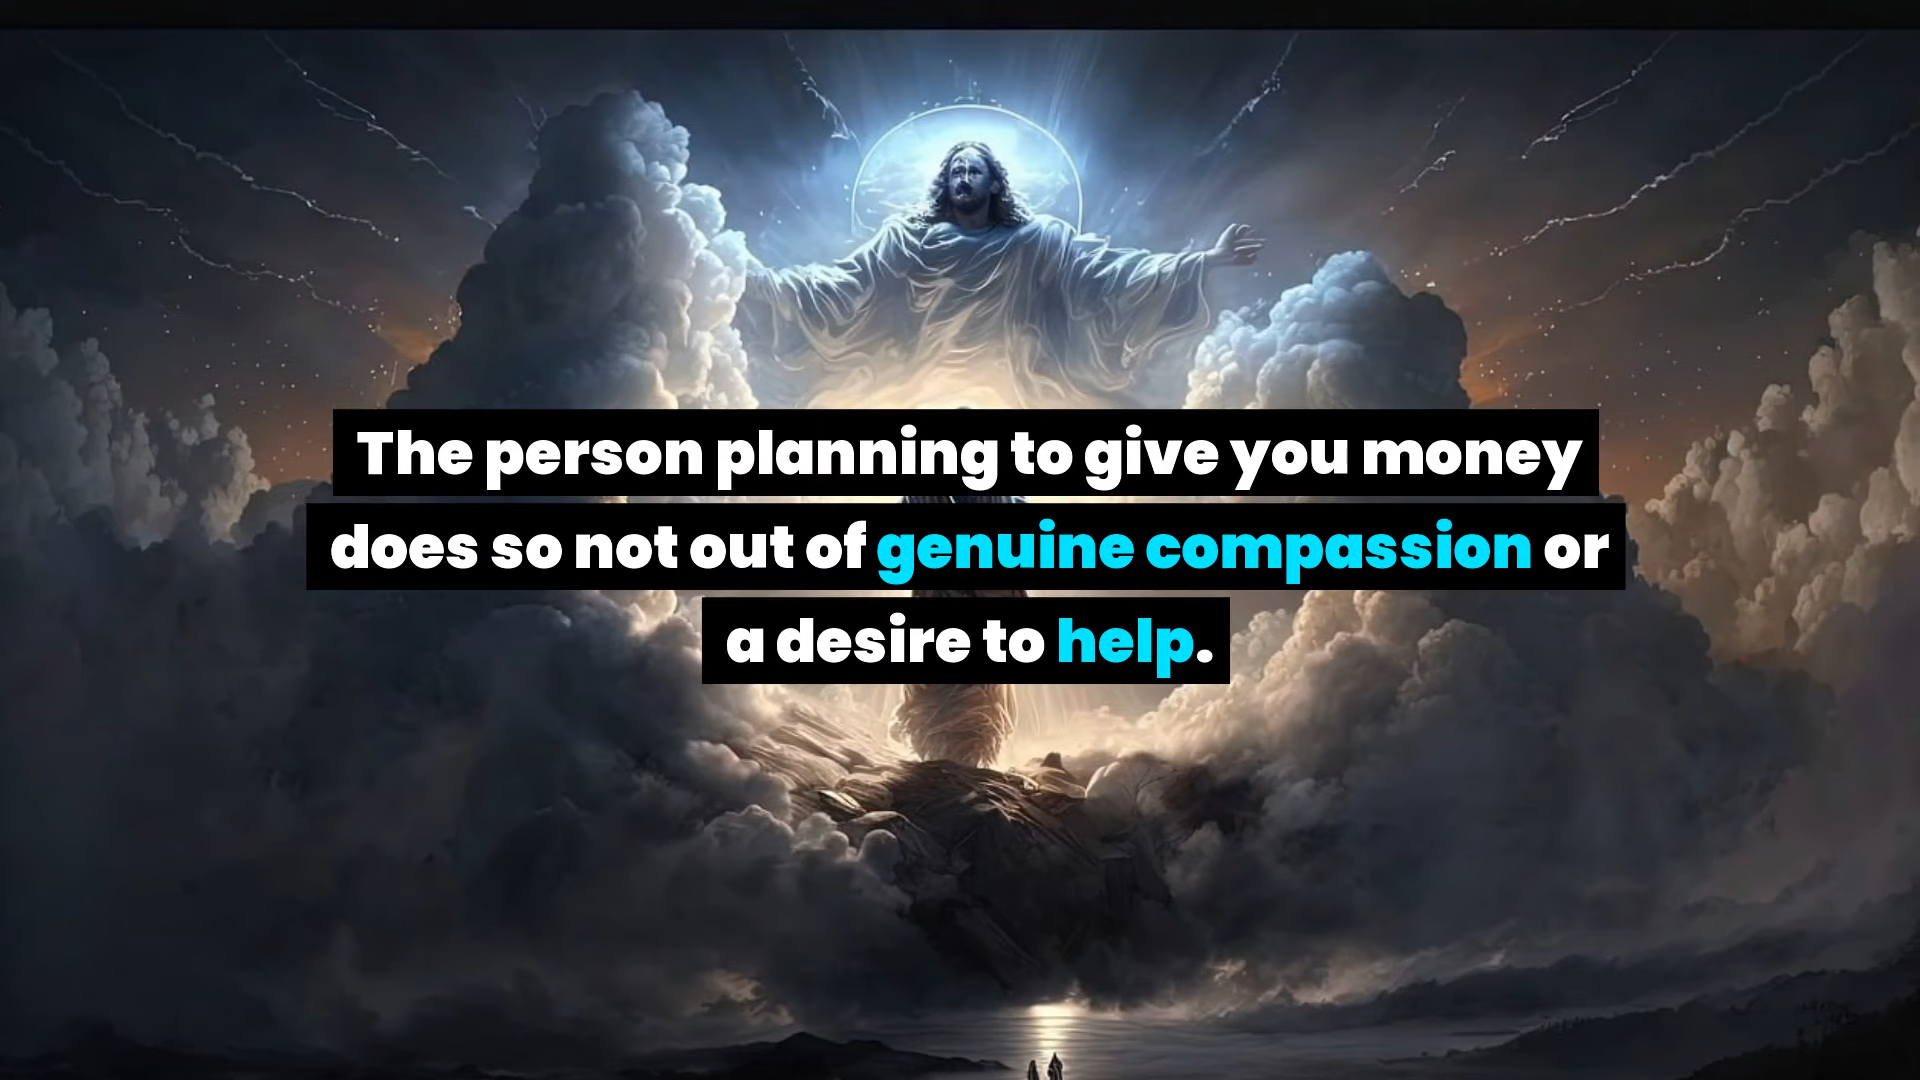 The person planning to give you money
does so not out of genuine compassion or
a desire to help.